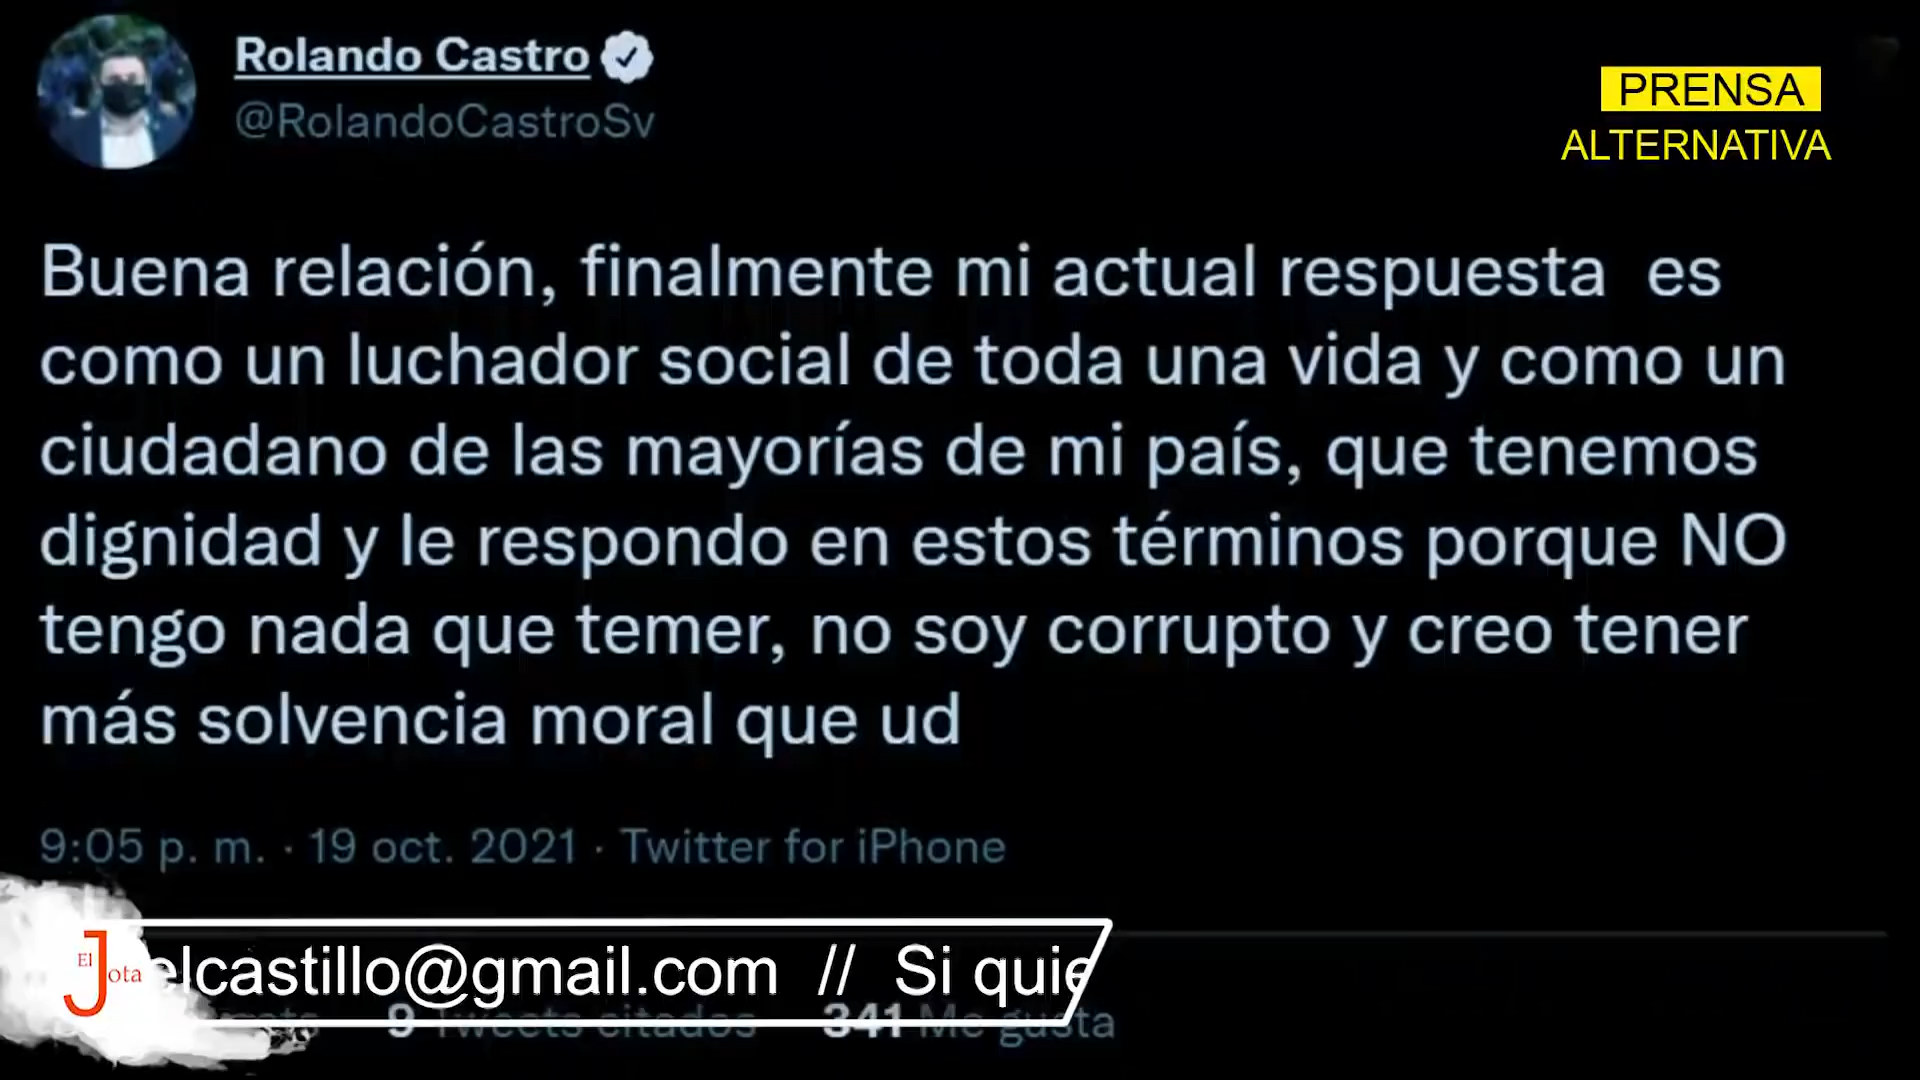 Rolando Castro
@RolandoCastroSv
PRENSA
ALTERNATIVA
Buena relación, finalmente mi actual respuesta es
como un luchador social de toda una vida y como un
ciudadano de las mayorías de mi país, que tenemos
dignidad y le respondo en estos términos porque NO
tengo nada que temer, no soy corrupto y creo tener
más solvencia moral que ud
9:05 p. m. · 19 oct. 2021 · Twitter for iPhone
El Jota
elcastillo@gmail.com // Si quie
9 Tweets citados 341 Me gusta